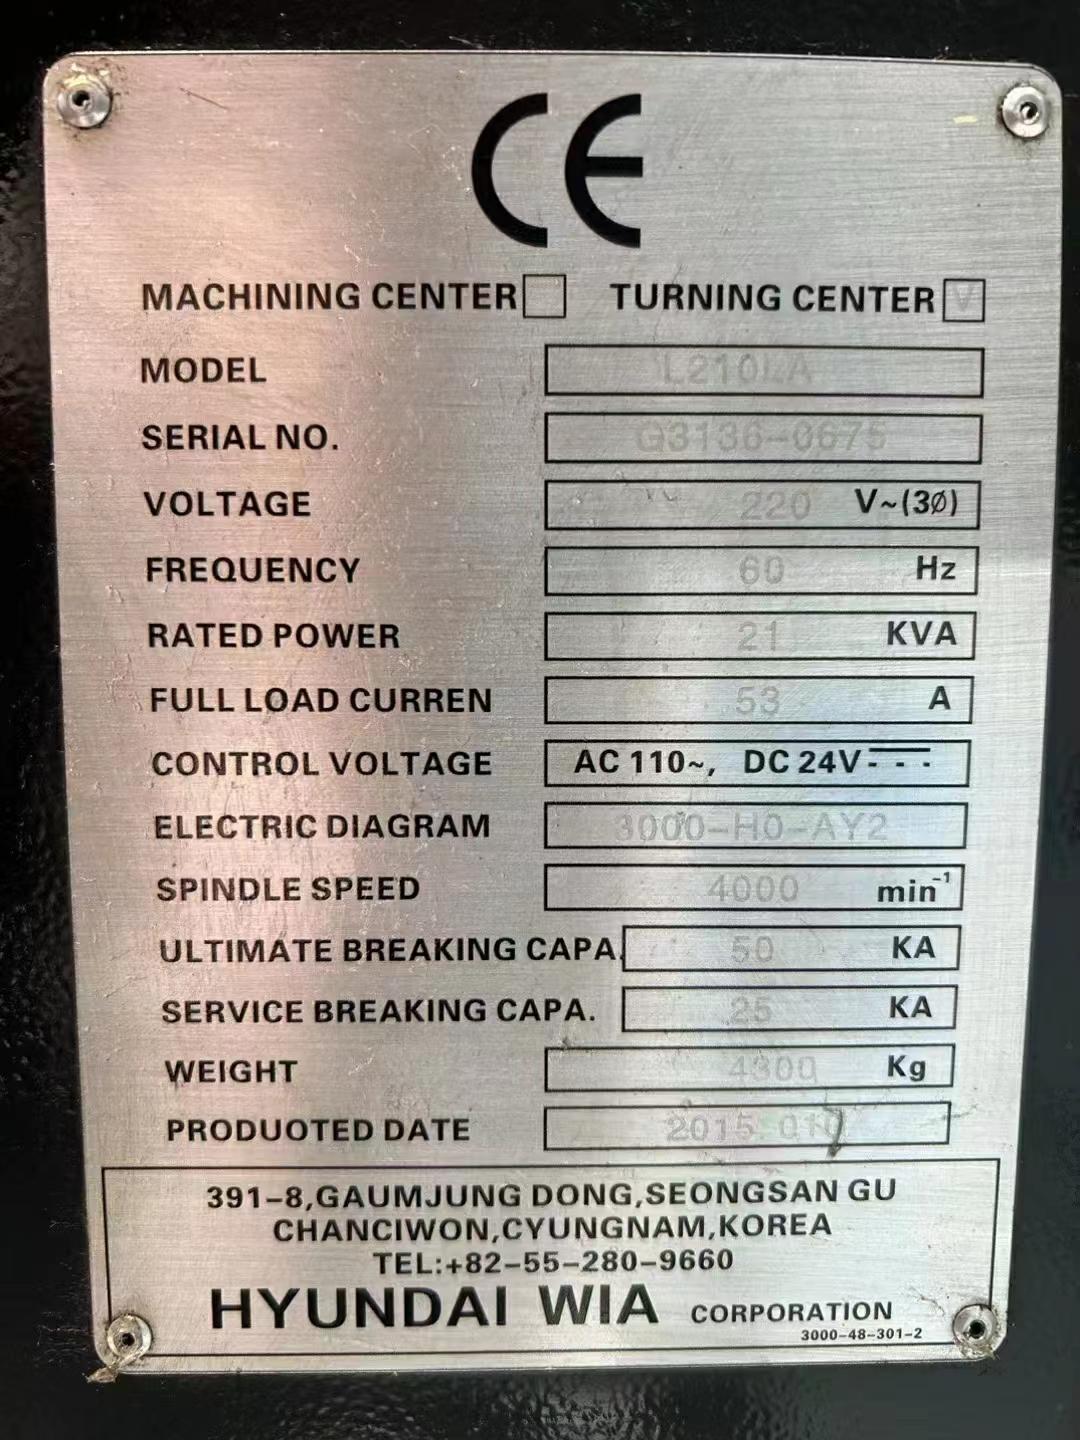 CE
MACHINING CENTER TURNING CENTER V
MODEL L210LA
SERIAL NO. G3136-0675
VOLTAGE 220 V~(3Ø)
FREQUENCY 60 Hz
RATED POWER 21 KVA
FULL LOAD CURREN 53 A
CONTROL VOLTAGE AC 110~, DC 24V
ELECTRIC DIAGRAM 3000-H0-AY2
SPINDLE SPEED 4000 min⁻¹
ULTIMATE BREAKING CAPA. 50 KA
SERVICE BREAKING CAPA. 25 KA
WEIGHT 4300 Kg
PRODUOTED DATE 2015.
391-8,GAUMJUNG DONG,SEONGSAN GU
CHANCIWON,CYUNGNAM,KOREA
TEL:+82-55-280-9660
HYUNDAI WIA CORPORATION
3000-48-301-2